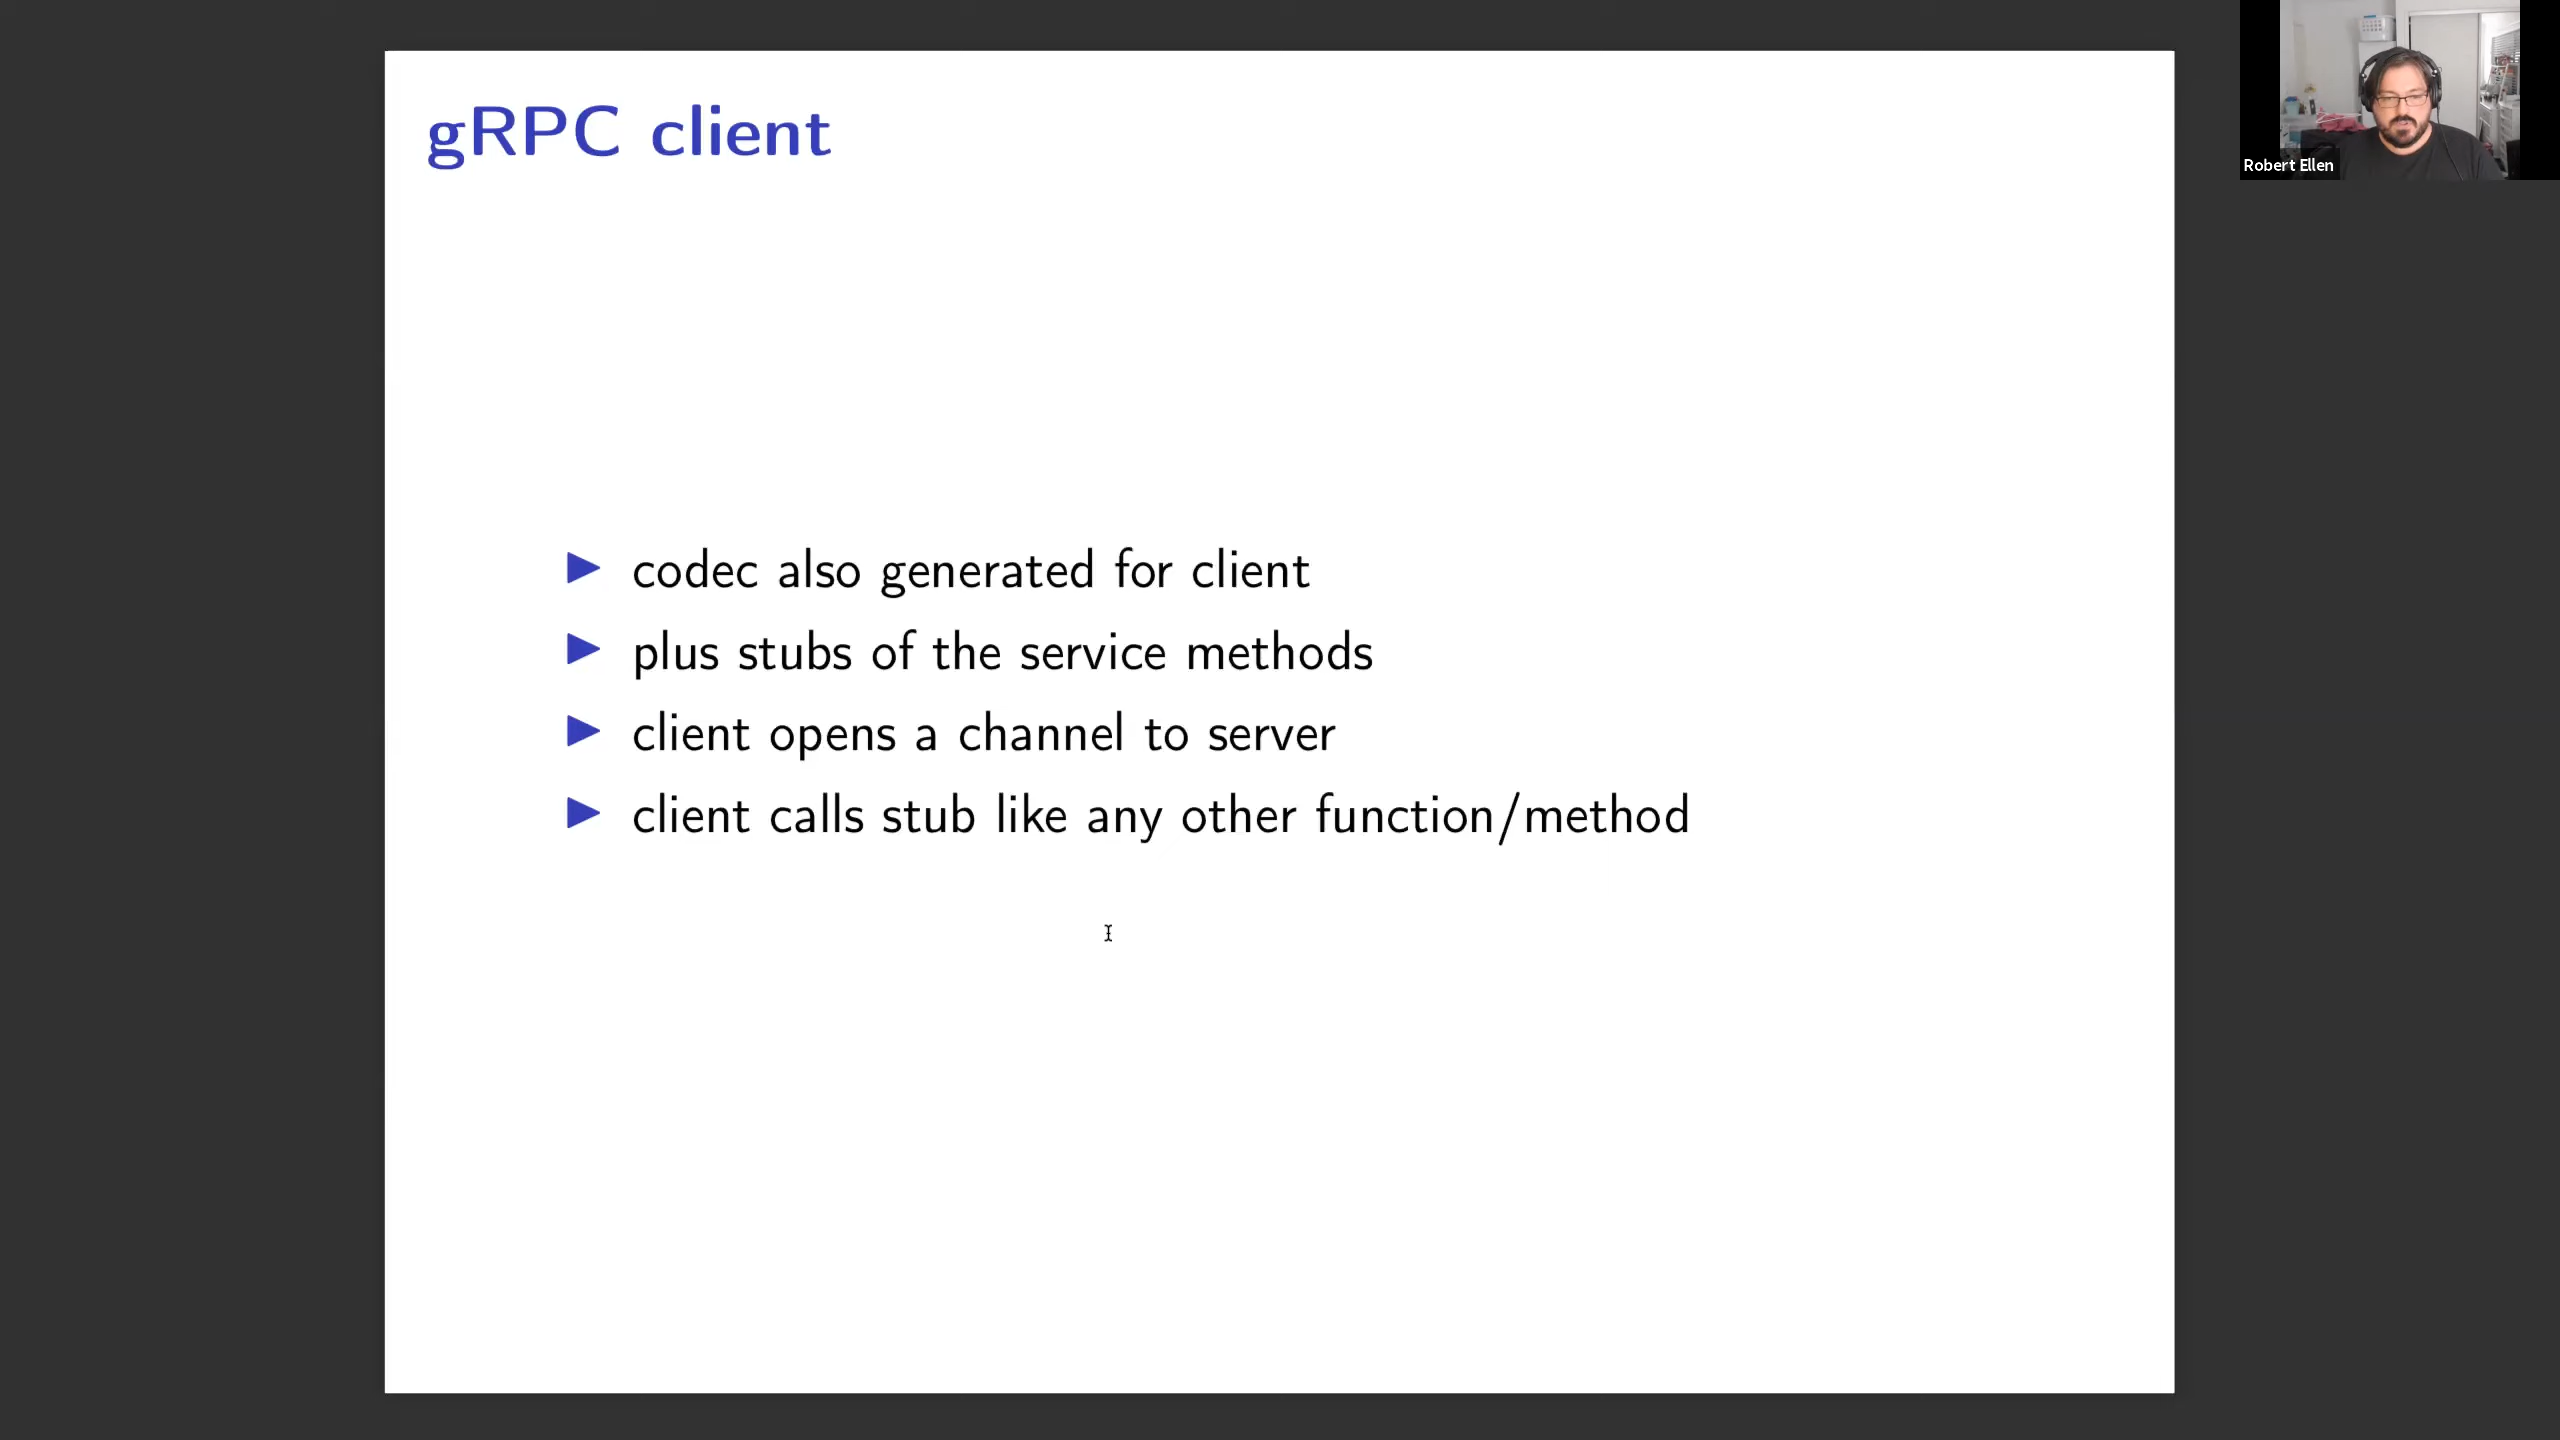 gRPC client
codec also generated for client
plus stubs of the service methods
client opens a channel to server
client calls stub like any other function/method
Robert Ellen